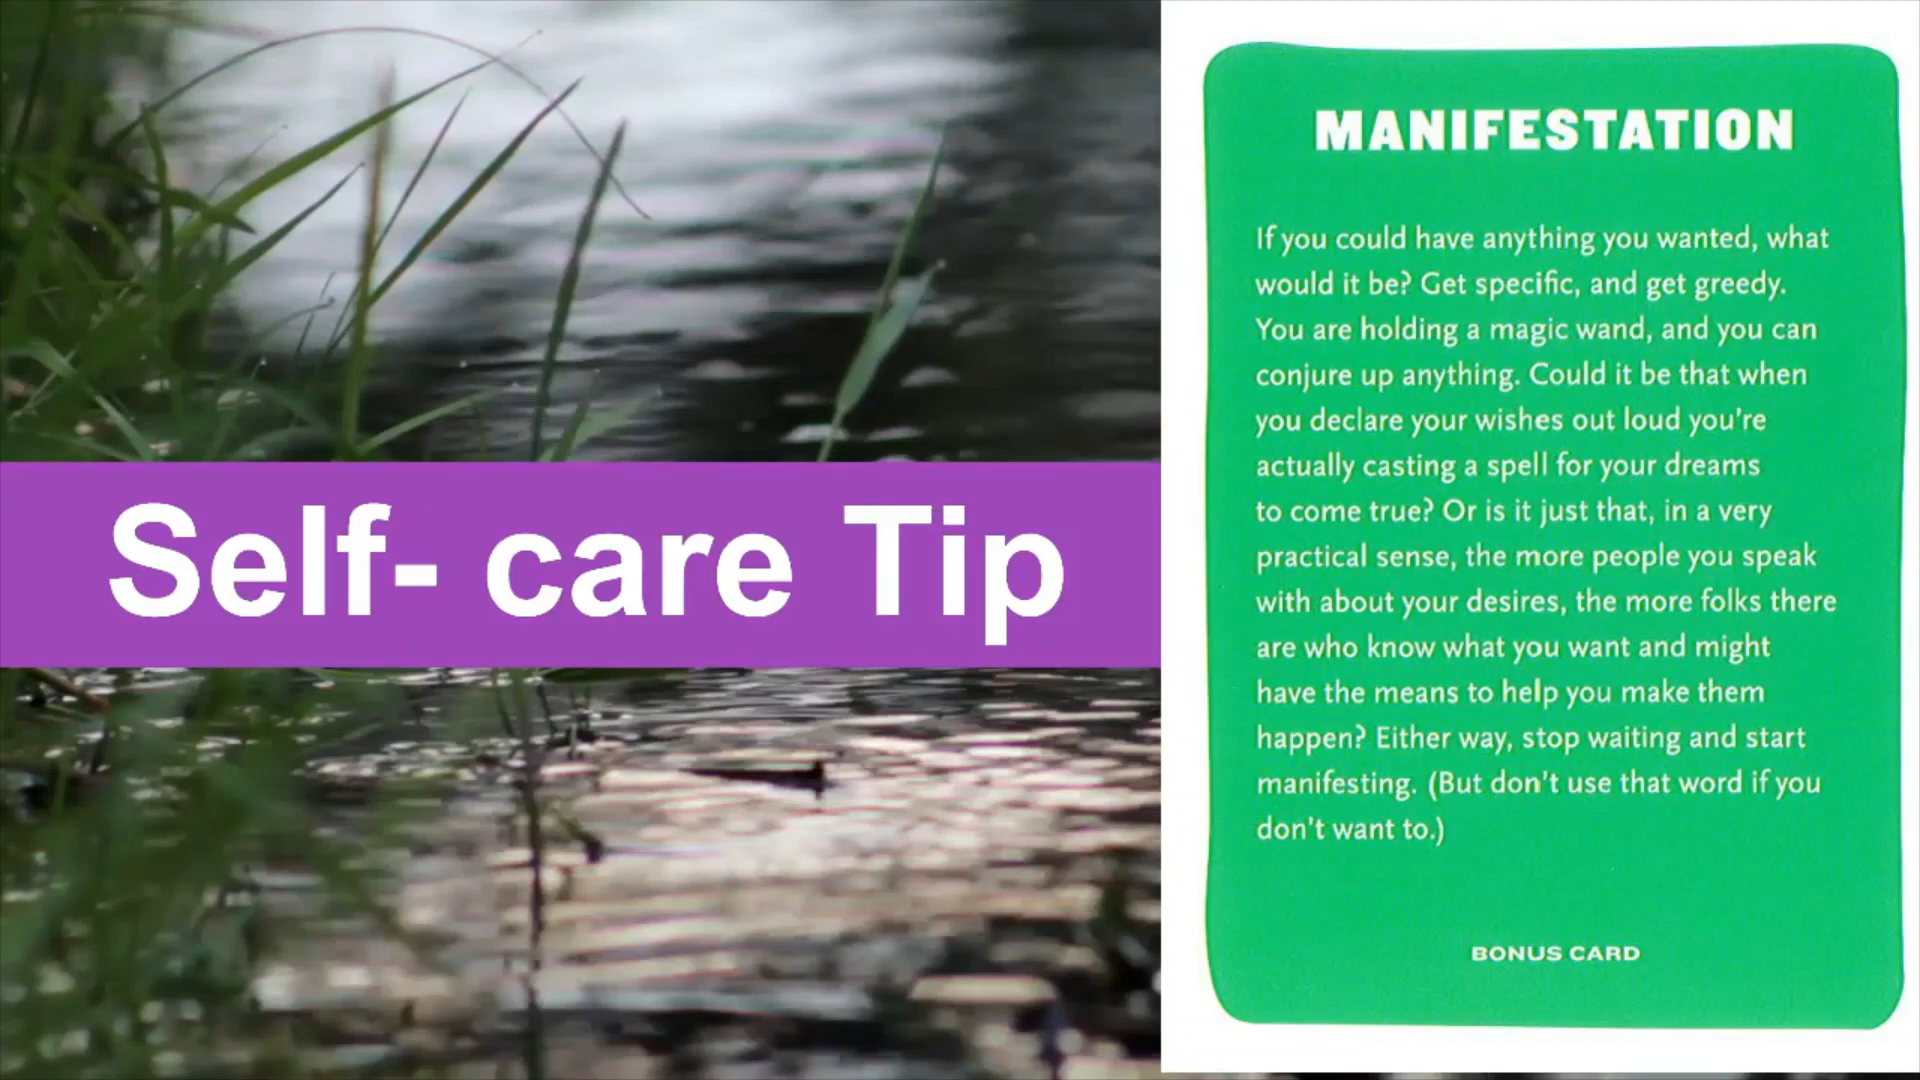 Self- care Tip
MANIFESTATION
If you could have anything you wanted, what
would it be? Get specific, and get greedy.
You are holding a magic wand, and you can
conjure up anything. Could it be that when
you declare your wishes out loud you're
actually casting a spell for your dreams
to come true? Or is it just that, in a very
practical sense, the more people you speak
with about your desires, the more folks there
are who know what you want and might
have the means to help you make them
happen? Either way, stop waiting and start
manifesting. (But don't use that word if you
don't want to.)
BONUS CARD